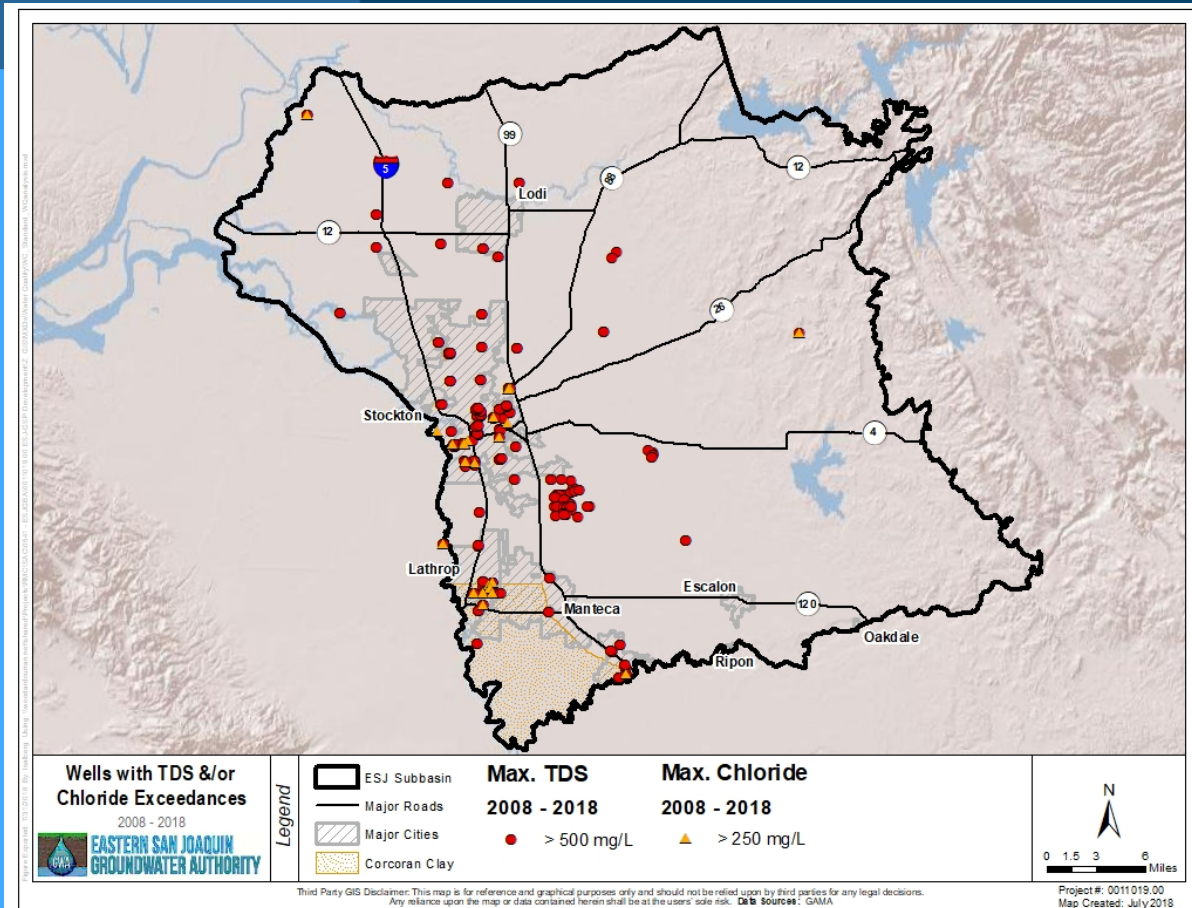 99
5
12
88
Lodi
12
26
Stockton
4
Lathrop
Escalon
Manteca
120
Oakdale
Ripon
Wells with TDS &/or
Chloride Exceedances
2008 - 2018
GWA
EASTERN SAN JOAQUIN
GROUNDWATER AUTHORITY
Legend
ESJ Subbasin
Major Roads
Major Cities
Corcoran Clay
Max. TDS
2008 - 2018
> 500 mg/L
Max. Chloride
2008 - 2018
> 250 mg/L
N
0 1.5 3 6
Miles
Third Party GIS Disclaimer: This map is for reference and graphical purposes only and should not be relied upon by third parties for any legal decisions.
Any reliance upon the map or data contained herein shall be at the users' sole risk. Data Sources: GAMA
Project #: 0011019.00
Map Created: July 2018